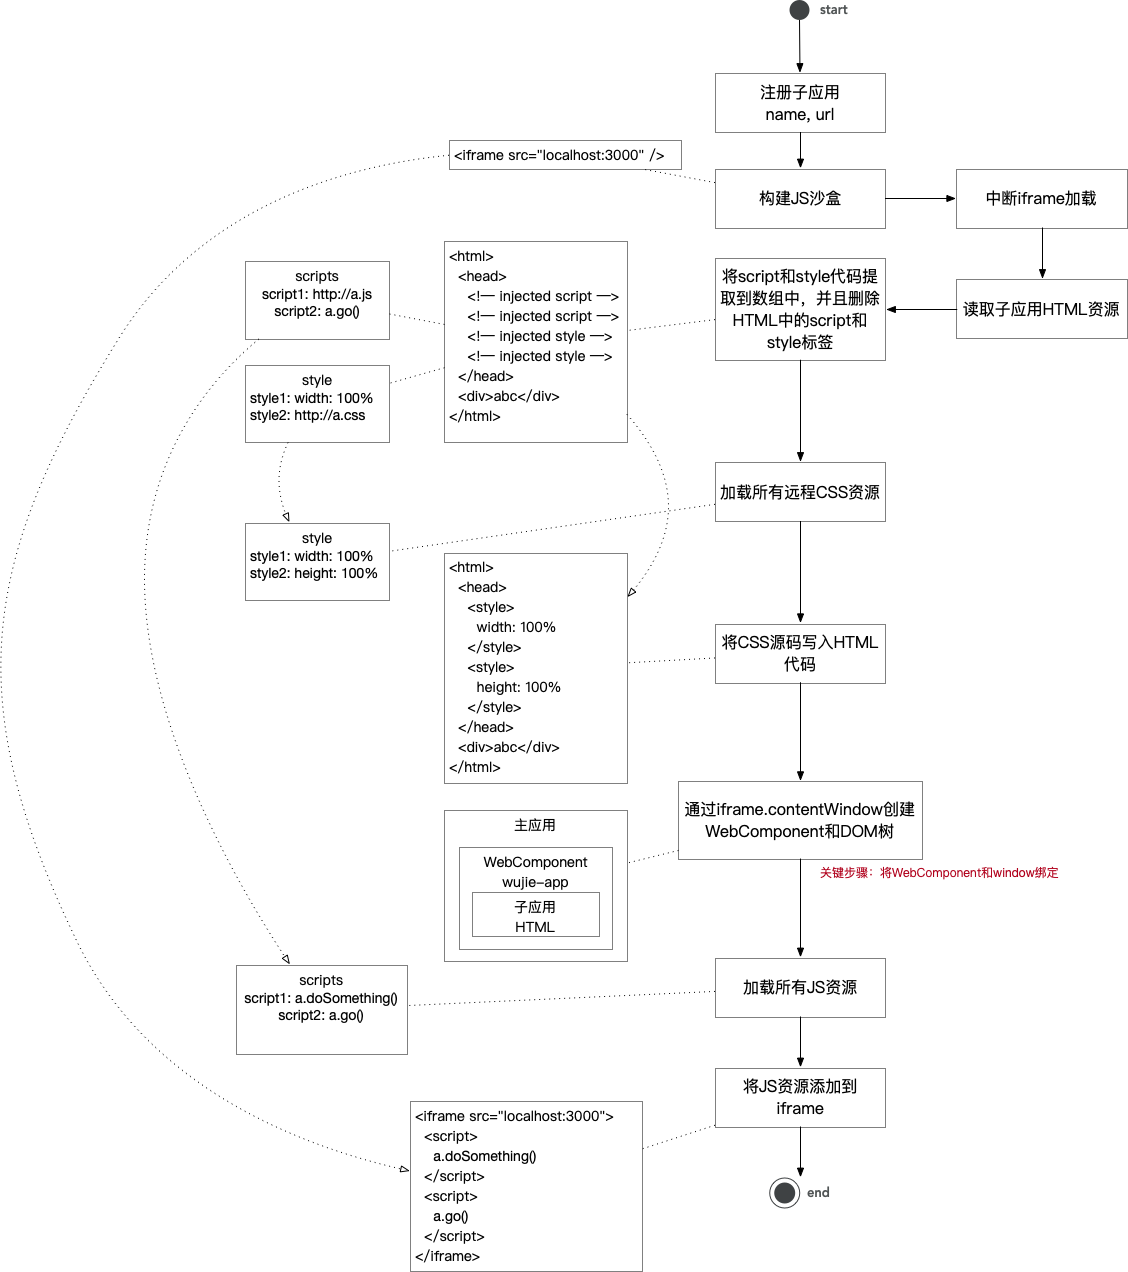 start
注册子应用
name, url
<iframe src="localhost:3000" />
构建JS沙盒
中断iframe加载
读取子应用HTML资源
将script和style代码提
取到数组中，并且删除
HTML中的script和
style标签
<html>
<head>
<!— injected script —>
<!— injected script —>
<!— injected style —>
<!— injected style —>
</head>
<div>abc</div>
</html>
scripts
script1: http://a.js
script2: a.go()
style
style1: width: 100%
style2: http://a.css
加载所有远程CSS资源
style
style1: width: 100%
style2: height: 100%
将CSS源码写入HTML
代码
<html>
<head>
<style>
width: 100%
</style>
<style>
height: 100%
</style>
</head>
<div>abc</div>
</html>
通过iframe.contentWindow创建
WebComponent和DOM树
关键步骤：将WebComponent和window绑定
主应用
WebComponent
wujie-app
子应用
HTML
加载所有JS资源
scripts
script1: a.doSomething()
script2: a.go()
将JS资源添加到
iframe
<iframe src="localhost:3000">
<script>
a.doSomething()
</script>
<script>
a.go()
</script>
</iframe>
end